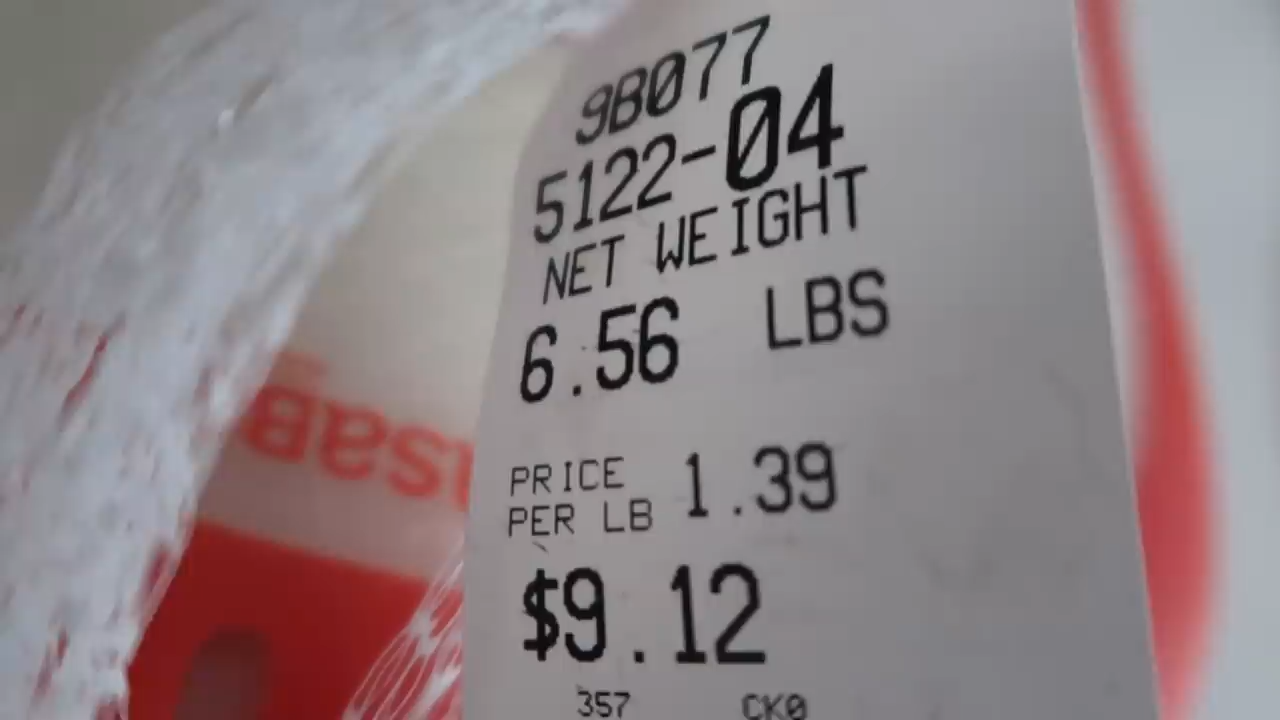 9B077
5122-04
NET WEIGHT
6.56 LBS
PRICE
PER LB 1.39
$9.12
357 CK0